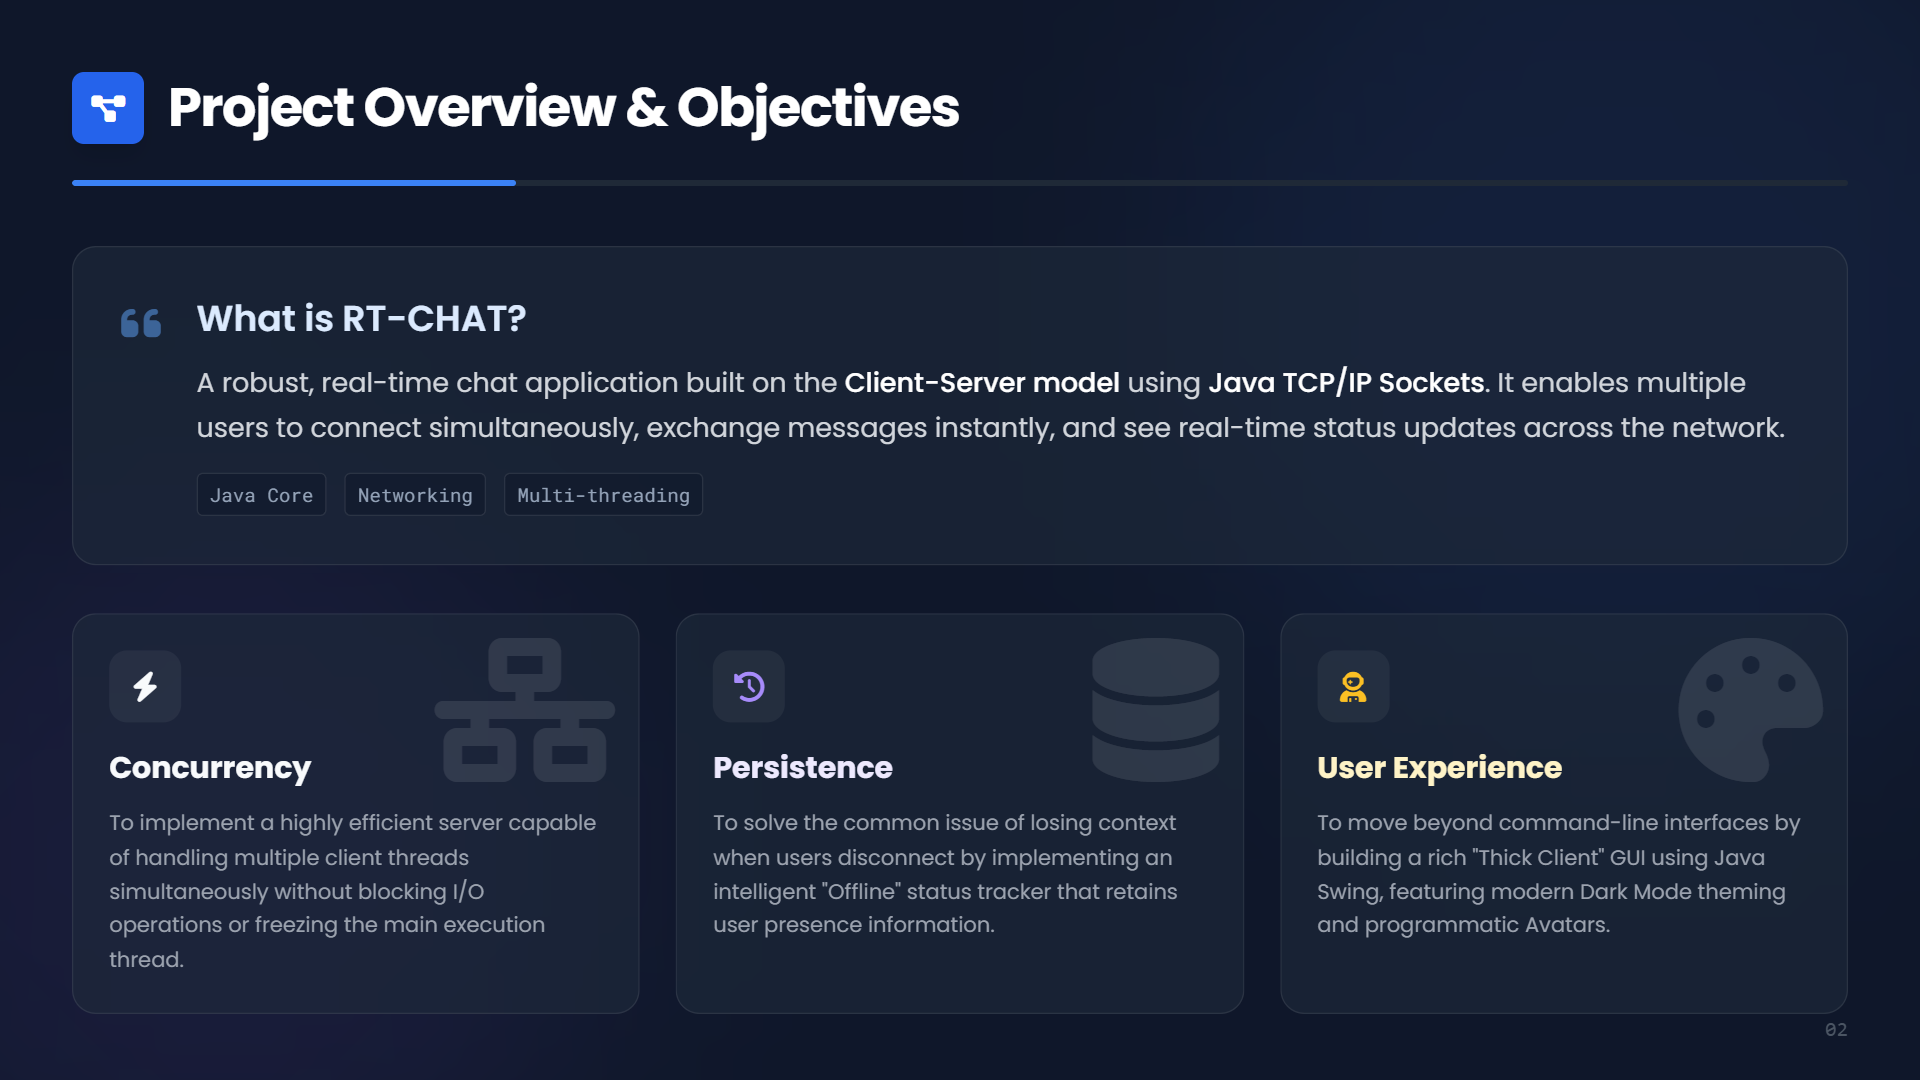 Project Overview & Objectives
What is RT-CHAT?
A robust, real-time chat application built on the Client-Server model using Java TCP/IP Sockets. It enables multiple
users to connect simultaneously, exchange messages instantly, and see real-time status updates across the network.
Java Core
Networking
Multi-threading
Concurrency
To implement a highly efficient server capable
of handling multiple client threads
simultaneously without blocking I/O
operations or freezing the main execution
thread.
Persistence
To solve the common issue of losing context
when users disconnect by implementing an
intelligent "Offline" status tracker that retains
user presence information.
User Experience
To move beyond command-line interfaces by
building a rich "Thick Client" GUI using Java
Swing, featuring modern Dark Mode theming
and programmatic Avatars.
02